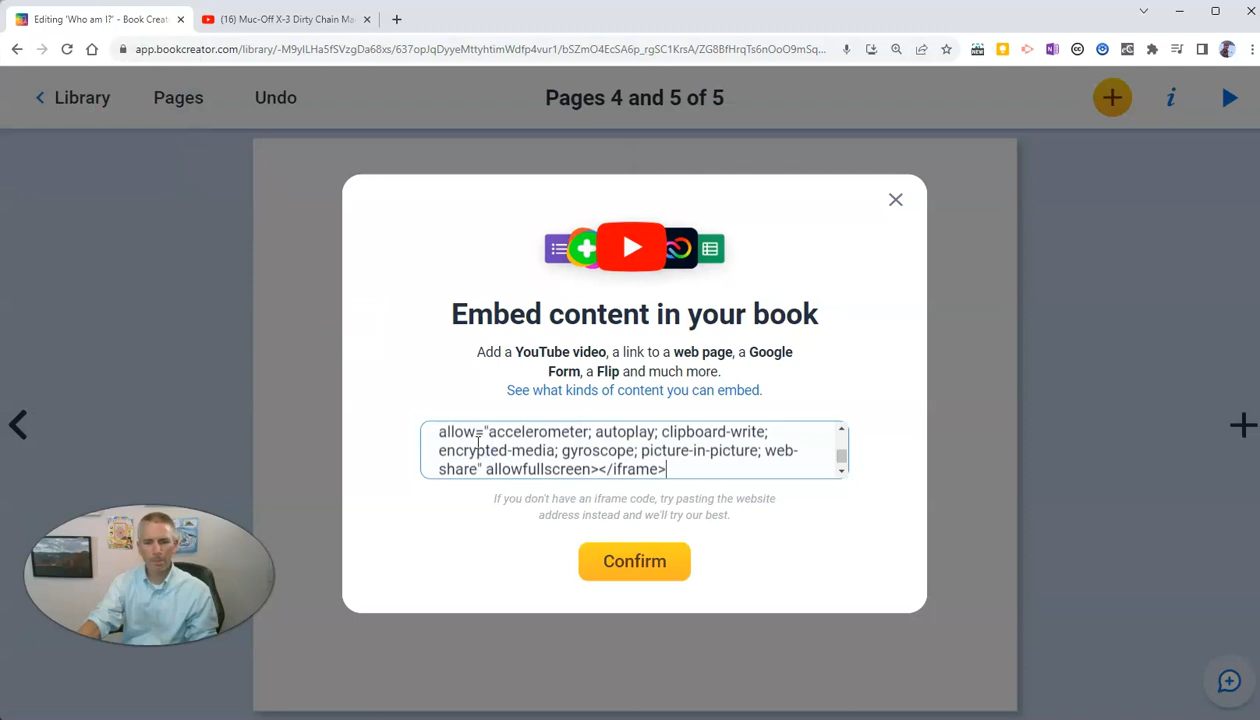 Editing 'Who am I?' - Book Creat
(16) Muc-Off X-3 Dirty Chain Ma
app.bookcreator.com/library/-M9yILHa5fSVzgDa68xs/637opJqDyyeMttyhtimWdfp4vur1/bSZmO4EcSA6p_rgSC1KrsA/ZG8BfHrqTs6nOoO9mSq...
Library
Pages
Undo
Pages 4 and 5 of 5
Embed content in your book
Add a YouTube video, a link to a web page, a Google
Form, a Flip and much more.
See what kinds of content you can embed.
allow="accelerometer; autoplay; clipboard-write;
encrypted-media; gyroscope; picture-in-picture; web-
share" allowfullscreen></iframe>
If you don't have an iframe code, try pasting the website
address instead and we'll try our best.
Confirm